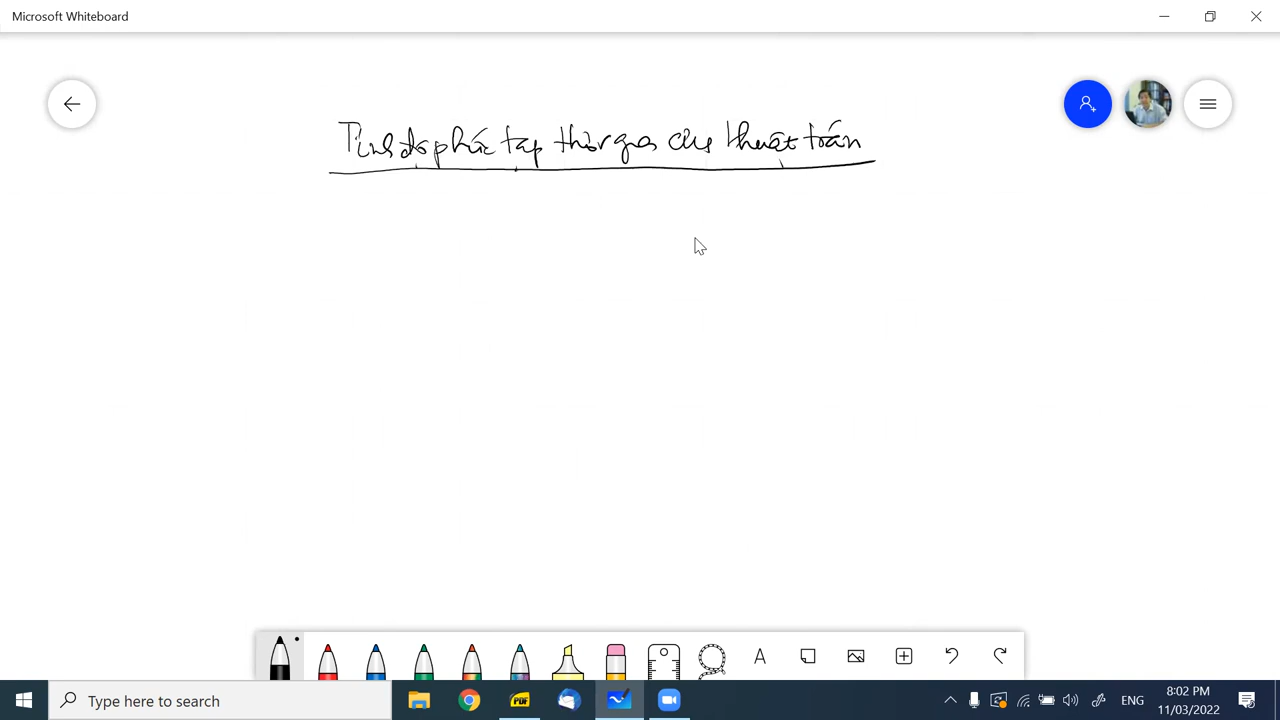 Microsoft Whiteboard
Tính độ phức tạp thời gian của thuật toán
A
PDF
Type here to search
ENG
8:02 PM
11/03/2022